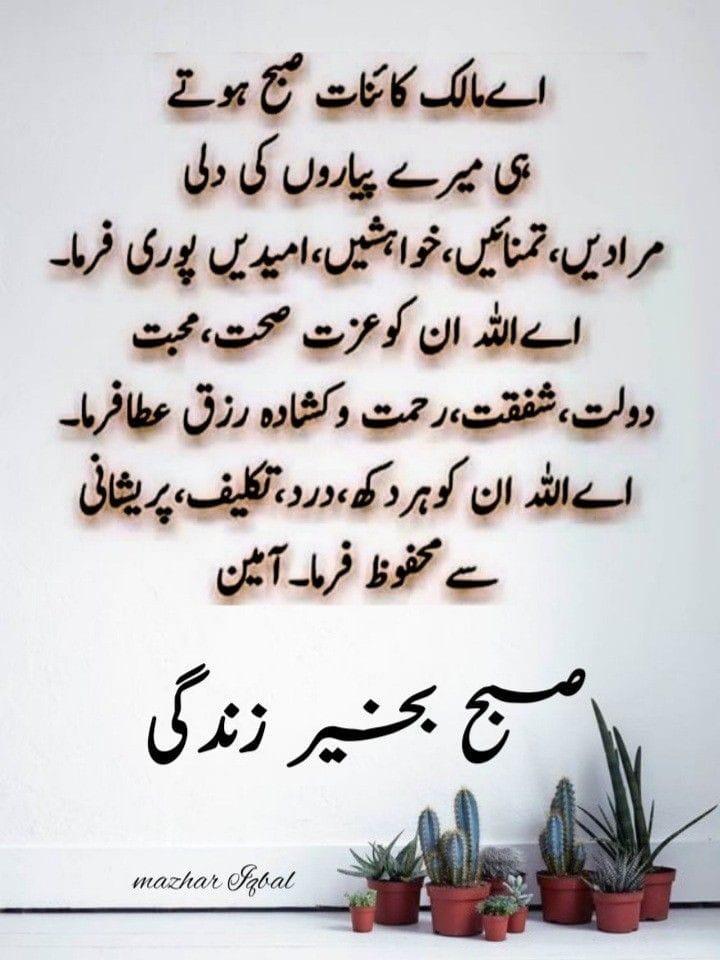 اے مالک کائنات صبح ہوتے
ہی میرے پیاروں کی دلی
مرادیں، تمنائیں، خواہشیں، امیدیں پوری فرما۔
اے اللہ ان کو عزت صحت، محبت
دولت، شفقت، رحمت و کشادہ رزق عطا فرما۔
اے اللہ ان کو ہر دکھ، درد، تکلیف، پریشانی
سے محفوظ فرما۔ آمین
صبح بخیر زندگی
mazhar Iqbal